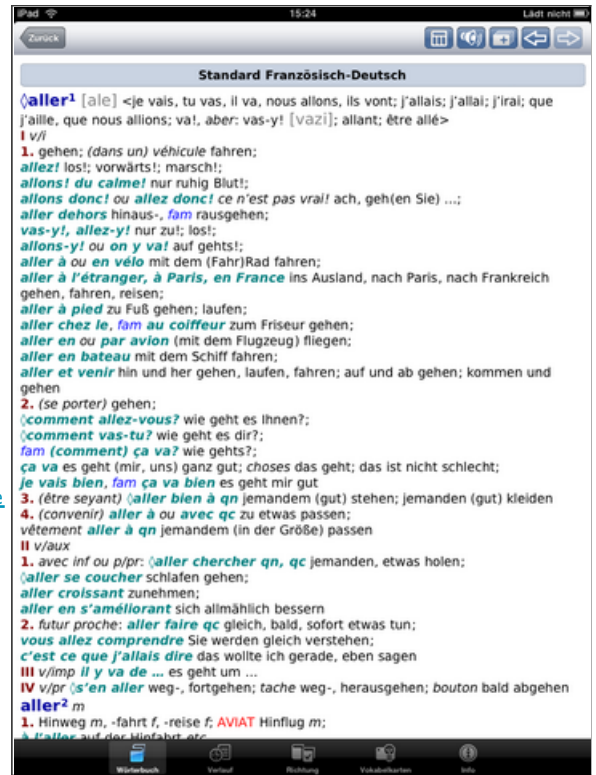 iPad 15:24 Lädt nicht
Zurück
Standard Französisch-Deutsch
◊aller¹ [ale] <je vais, tu vas, il va, nous allons, ils vont; j'allais; j'allai; j'irai; que
j'aille, que nous allions; va!, aber: vas-y! [vazi]; allant; être allé>
I v/i
1. gehen; (dans un) véhicule fahren;
allez! los!; vorwärts!; marsch!;
allons! du calme! nur ruhig Blut!;
allons donc! ou allez donc! ce n'est pas vrai! ach, geh(en Sie) ...;
aller dehors hinaus-, fam rausgehen;
vas-y!, allez-y! nur zu!; los!;
allons-y! ou on y va! auf gehts!;
aller à ou en vélo mit dem (Fahr)Rad fahren;
aller à l'étranger, à Paris, en France ins Ausland, nach Paris, nach Frankreich
gehen, fahren, reisen;
aller à pied zu Fuß gehen; laufen;
aller chez le, fam au coiffeur zum Friseur gehen;
aller en ou par avion (mit dem Flugzeug) fliegen;
aller en bateau mit dem Schiff fahren;
aller et venir hin und her gehen, laufen, fahren; auf und ab gehen; kommen und
gehen
2. (se porter) gehen;
◊comment allez-vous? wie geht es Ihnen?;
◊comment vas-tu? wie geht es dir?;
fam (comment) ça va? wie gehts?;
ça va es geht (mir, uns) ganz gut; choses das geht; das ist nicht schlecht;
je vais bien, fam ça va bien es geht mir gut
3. (être seyant) ◊aller bien à qn jemandem (gut) stehen; jemanden (gut) kleiden
4. (convenir) aller à ou avec qc zu etwas passen;
vêtement aller à qn jemandem (in der Größe) passen
II v/aux
1. avec inf ou p/pr: ◊aller chercher qn, qc jemanden, etwas holen;
◊aller se coucher schlafen gehen;
aller croissant zunehmen;
aller en s'améliorant sich allmählich bessern
2. futur proche: aller faire qc gleich, bald, sofort etwas tun;
vous allez comprendre Sie werden gleich verstehen;
c'est ce que j'allais dire das wollte ich gerade, eben sagen
III v/imp il y va de ... es geht um ...
IV v/pr ◊s'en aller weg-, fortgehen; tache weg-, herausgehen; bouton bald abgehen
aller² m
1. Hinweg m, -fahrt f, -reise f; AVIAT Hinflug m;
à l'aller auf der Hinfahrt etc
Wörterbuch Verlauf Richtung Vokabelkarten Info